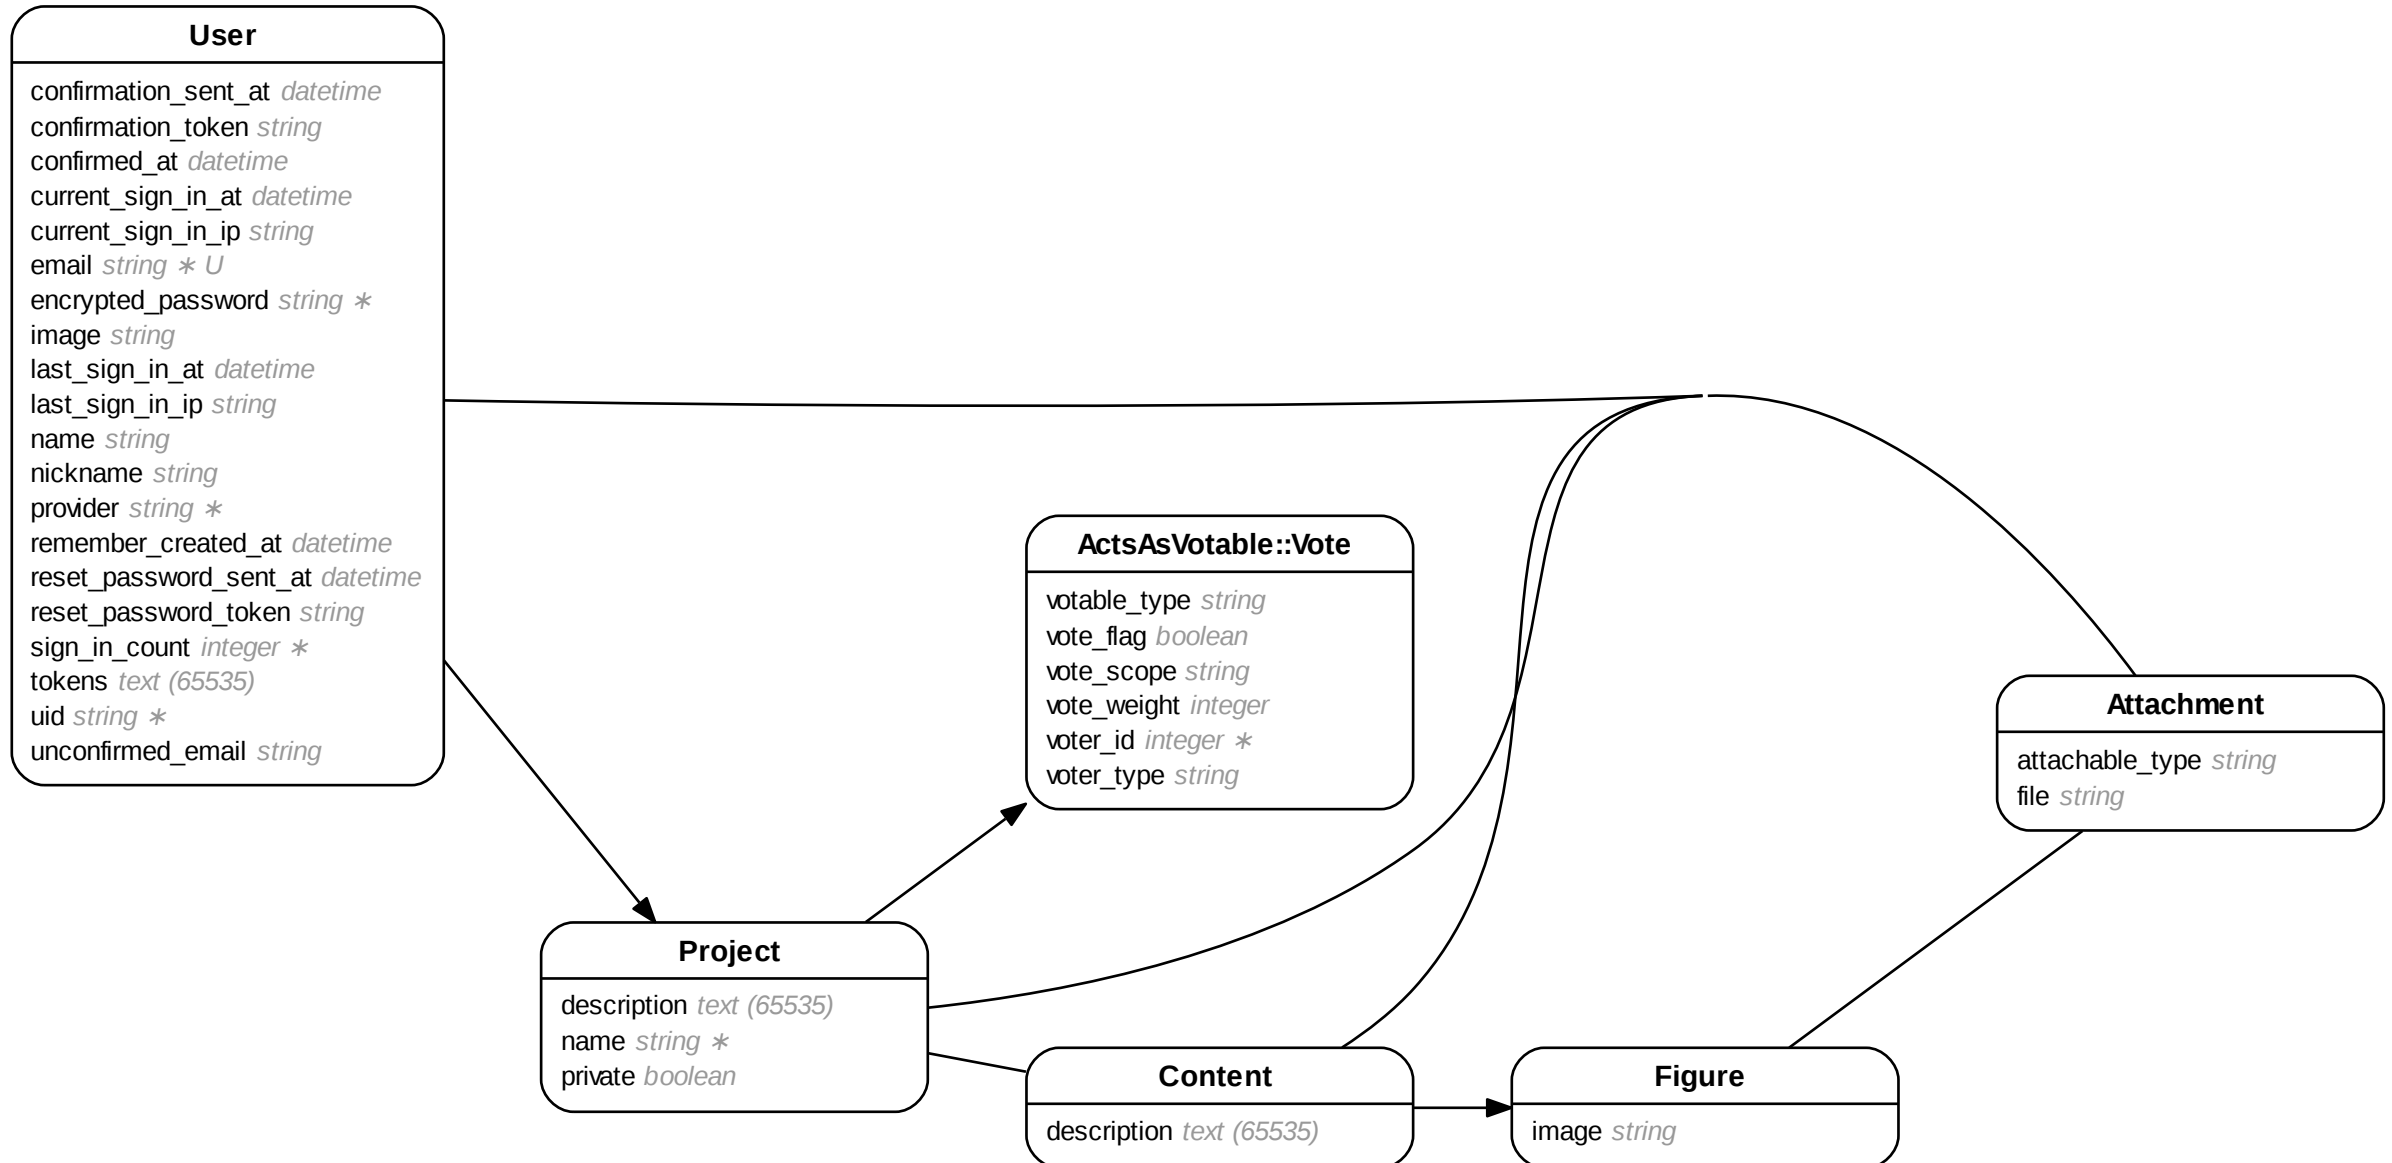 User
confirmation_sent_at datetime
confirmation_token string
confirmed_at datetime
current_sign_in_at datetime
current_sign_in_ip string
email string ∗ U
encrypted_password string ∗
image string
last_sign_in_at datetime
last_sign_in_ip string
name string
nickname string
provider string ∗
remember_created_at datetime
reset_password_sent_at datetime
reset_password_token string
sign_in_count integer ∗
tokens text (65535)
uid string ∗
unconfirmed_email string
ActsAsVotable::Vote
votable_type string
vote_flag boolean
vote_scope string
vote_weight integer
voter_id integer ∗
voter_type string
Attachment
attachable_type string
file string
Project
description text (65535)
name string ∗
private boolean
Content
description text (65535)
Figure
image string